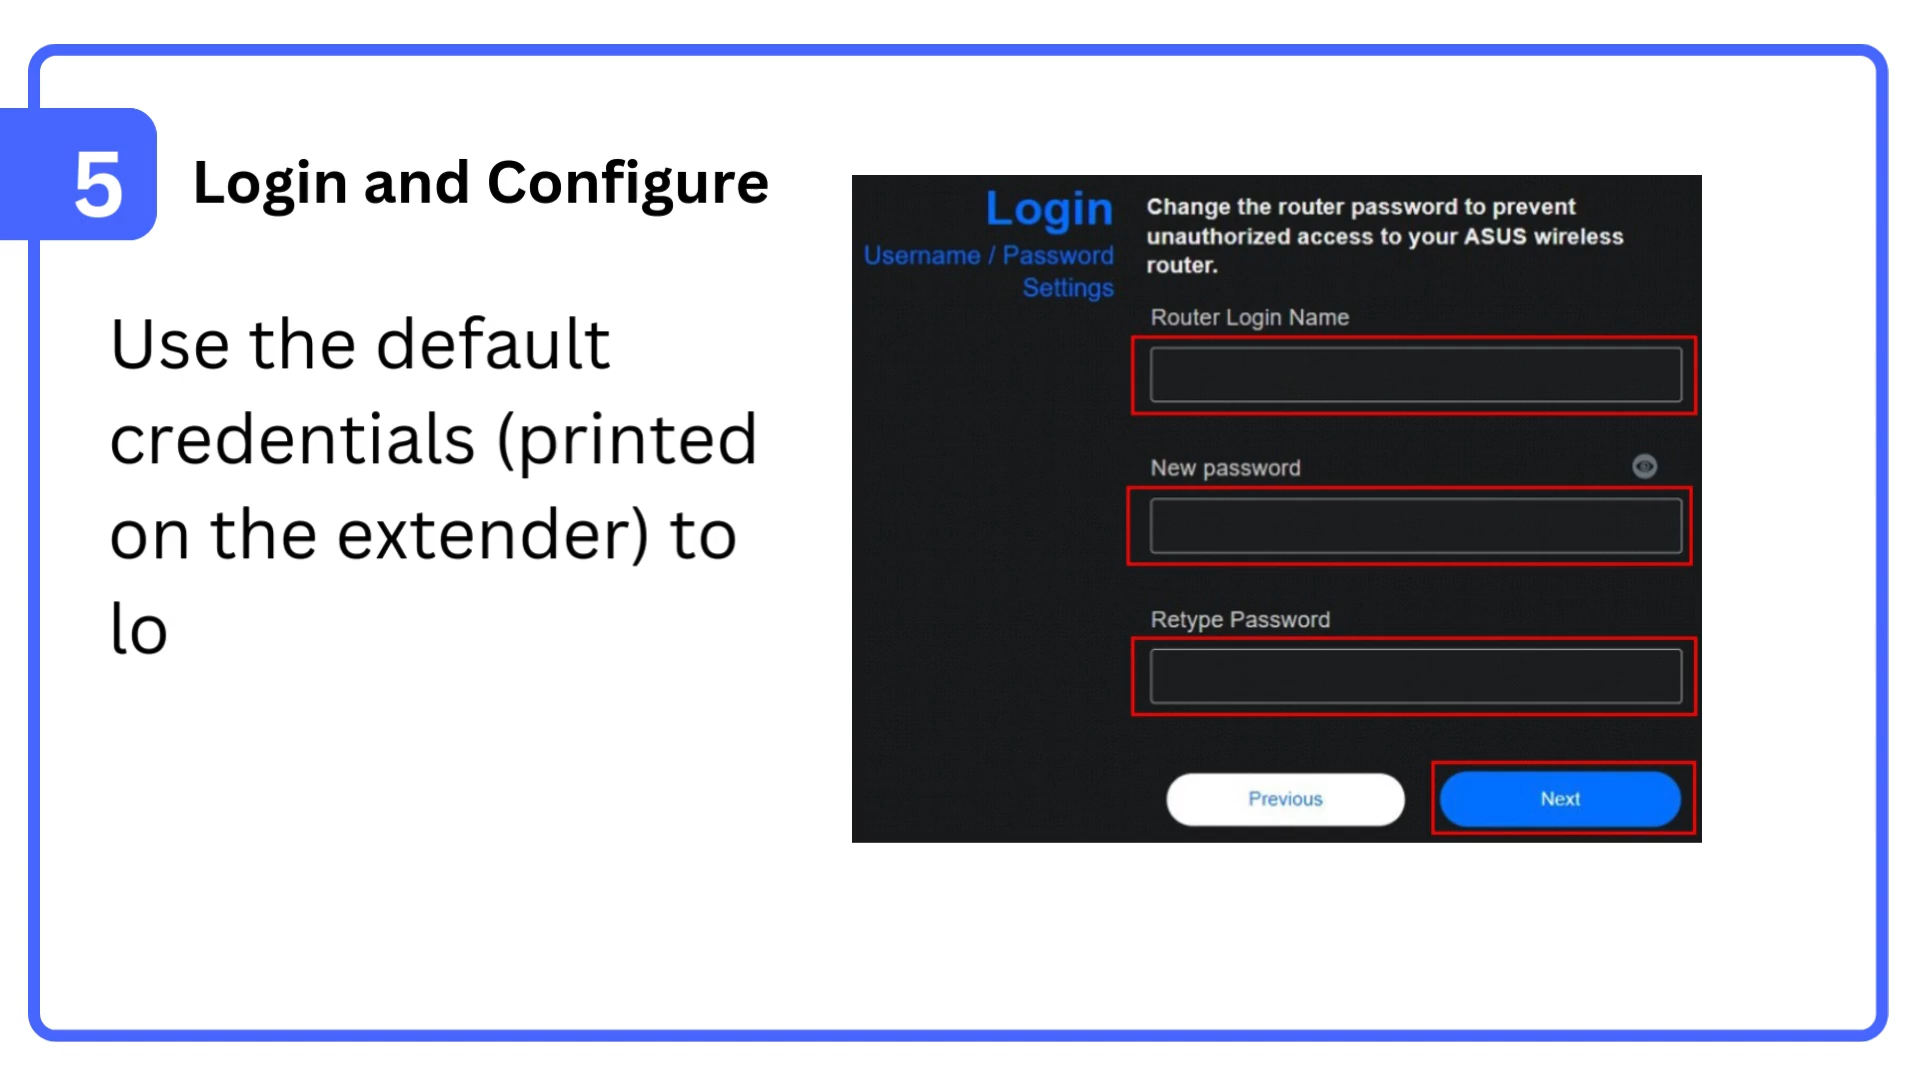 5
Login and Configure
Use the default
credentials (printed
on the extender) to
lo
Login
Username / Password
Settings
Change the router password to prevent
unauthorized access to your ASUS wireless
router.
Router Login Name
New password
Retype Password
Previous
Next